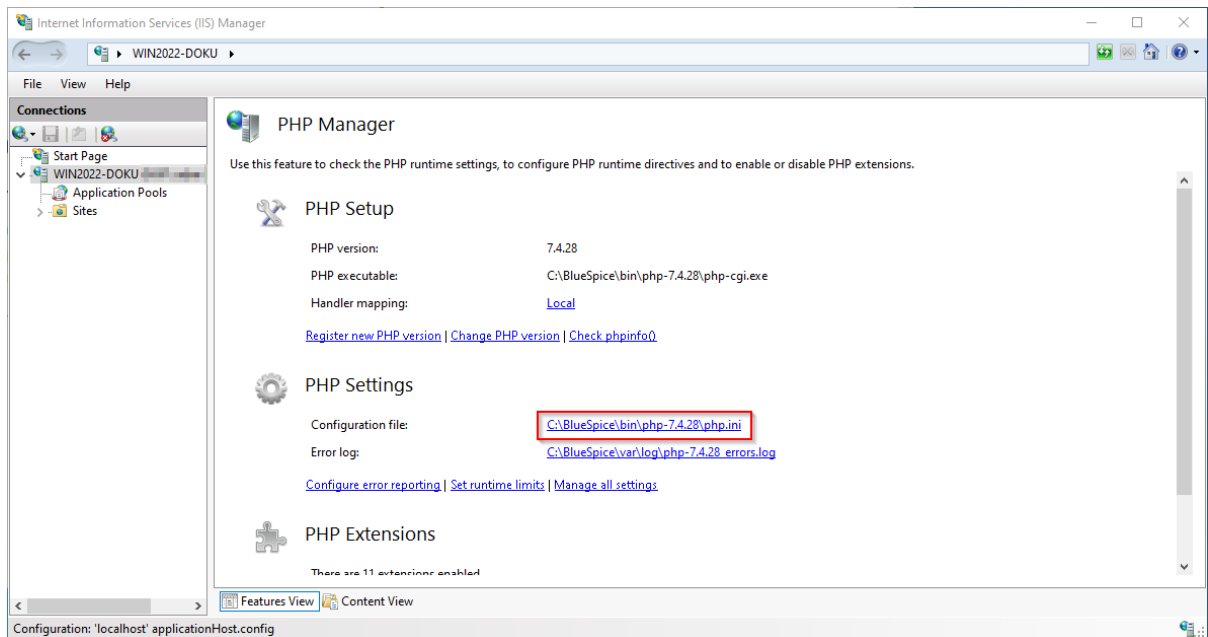 Internet Information Services (IIS) Manager
WIN2022-DOKU
File View Help
Connections
Start Page
WIN2022-DOKU
Application Pools
Sites
PHP Manager
Use this feature to check the PHP runtime settings, to configure PHP runtime directives and to enable or disable PHP extensions.
PHP Setup
PHP version: 7.4.28
PHP executable: C:\BlueSpice\bin\php-7.4.28\php-cgi.exe
Handler mapping: Local
Register new PHP version | Change PHP version | Check phpinfo()
PHP Settings
Configuration file: C:\BlueSpice\bin\php-7.4.28\php.ini
Error log: C:\BlueSpice\var\log\php-7.4.28_errors.log
Configure error reporting | Set runtime limits | Manage all settings
PHP Extensions
There are 11 extensions enabled
Features View Content View
Configuration: 'localhost' applicationHost.config